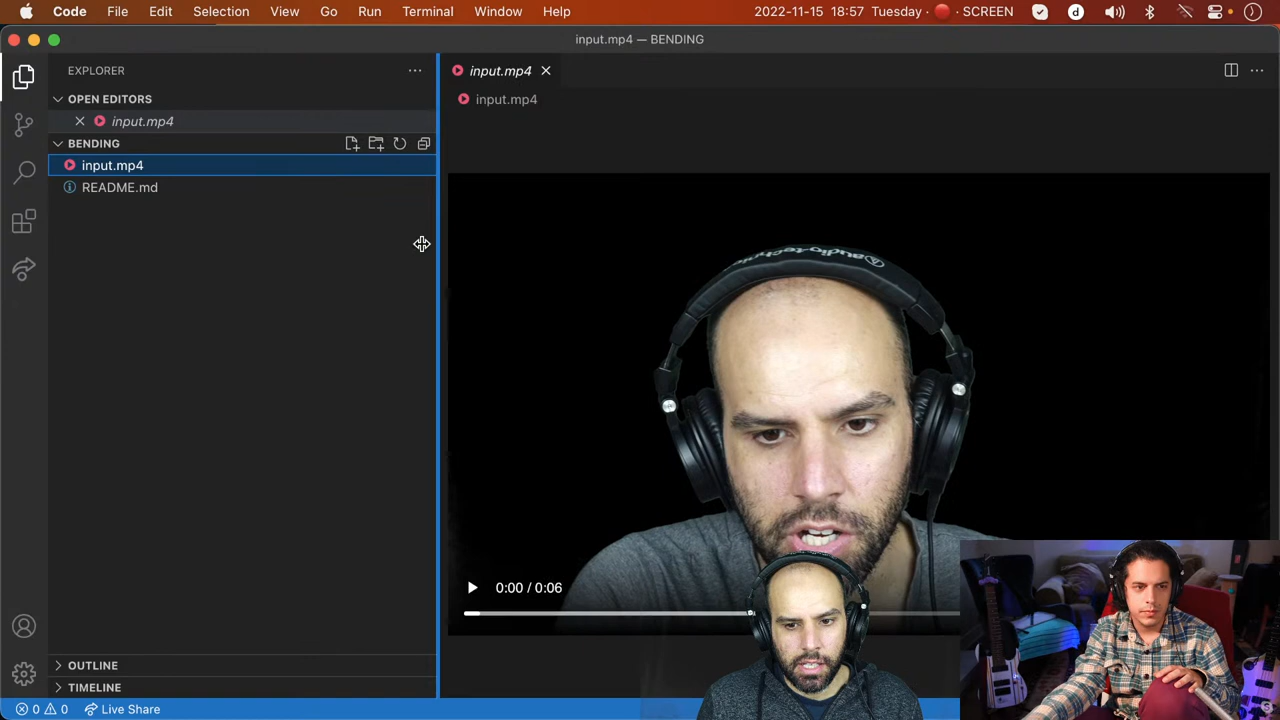 Code File Edit Selection View Go Run Terminal Window Help 2022-11-15 18:57 Tuesday · SCREEN d
input.mp4 — BENDING
EXPLORER
input.mp4
OPEN EDITORS
input.mp4
input.mp4
BENDING
input.mp4
README.md
audio-technic
0:00 / 0:06
OUTLINE
TIMELINE
0 0 Live Share